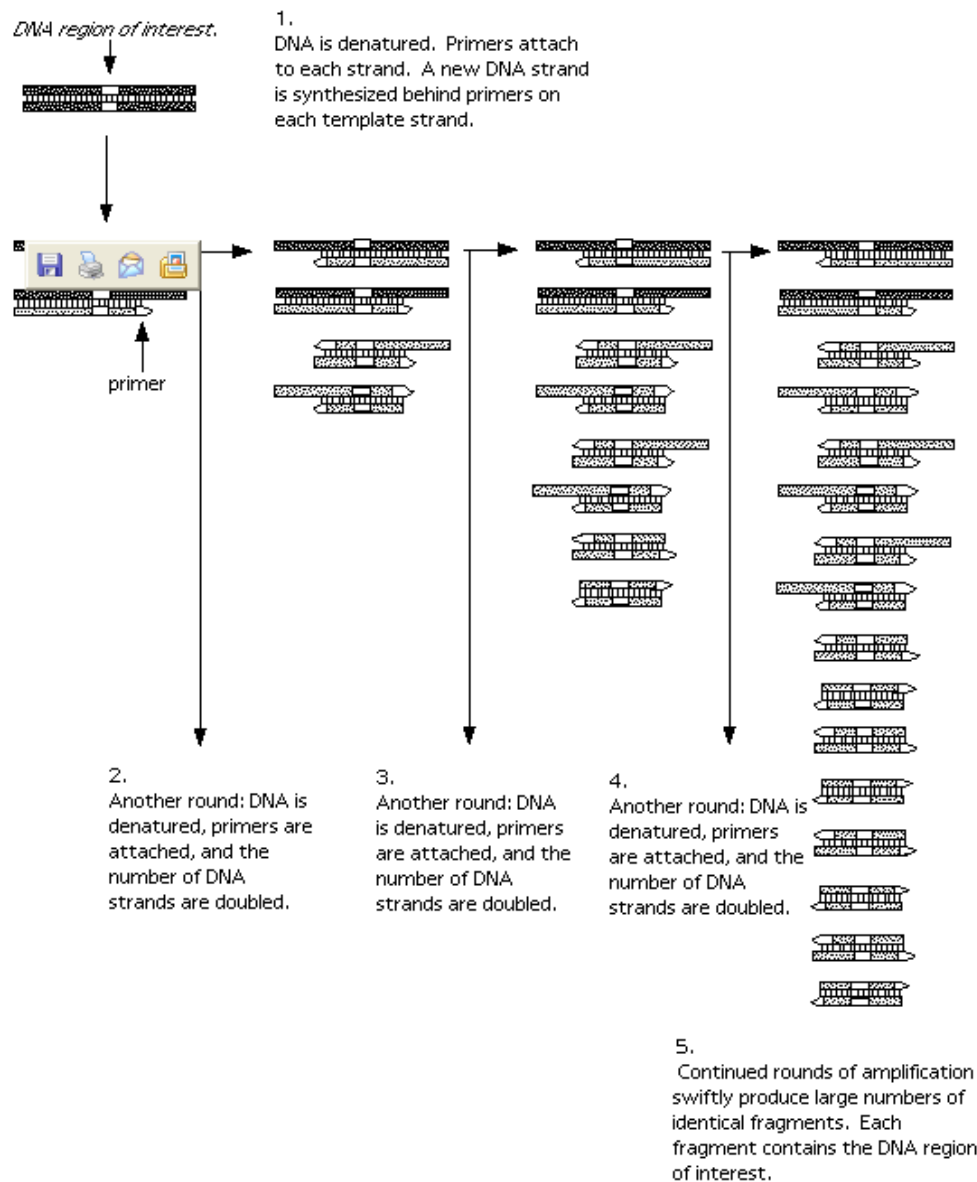 DNA region of interest.
1.
DNA is denatured. Primers attach
to each strand. A new DNA strand
is synthesized behind primers on
each template strand.
primer
2.
Another round: DNA is
denatured, primers are
attached, and the
number of DNA
strands are doubled.
3.
Another round: DNA
is denatured, primers
are attached, and the
number of DNA
strands are doubled.
4.
Another round: DNA is
denatured, primers
are attached, and the
number of DNA
strands are doubled.
5.
Continued rounds of amplification
swiftly produce large numbers of
identical fragments. Each
fragment contains the DNA region
of interest.